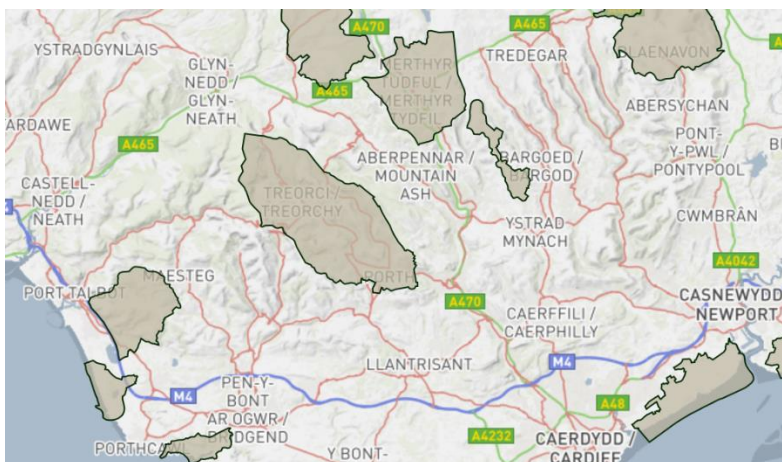 A470
A465
YSTRADGYNLAIS
GLYN-
NEDD /
GLYN-
NEATH
MERTHYR
TUDFUL /
MERTHYR
TYDFIL
TREDEGAR
BLAENAVON
A465
ABERSYCHAN
ARDAWE
A465
ABERPENNAR /
MOUNTAIN
ASH
BARGOED /
BARGOD
PONT-
Y-PWL /
PONTYPOOL
CASTELL-
NEDD /
NEATH
TREORCI /
TREORCHY
YSTRAD
MYNACH
CWMBRÂN
A4042
MAESTEG
PORTH
PORT TALBOT
A470
CAERFFILI /
CAERPHILLY
CASNEWYDD
NEWPORT
M4
LLANTRISANT
M4
PEN-Y-
BONT
AR OGWR /
BRIDGEND
A48
A4232
CAERDYDD /
CARDIFF
PORTHCAWL
Y BONT-